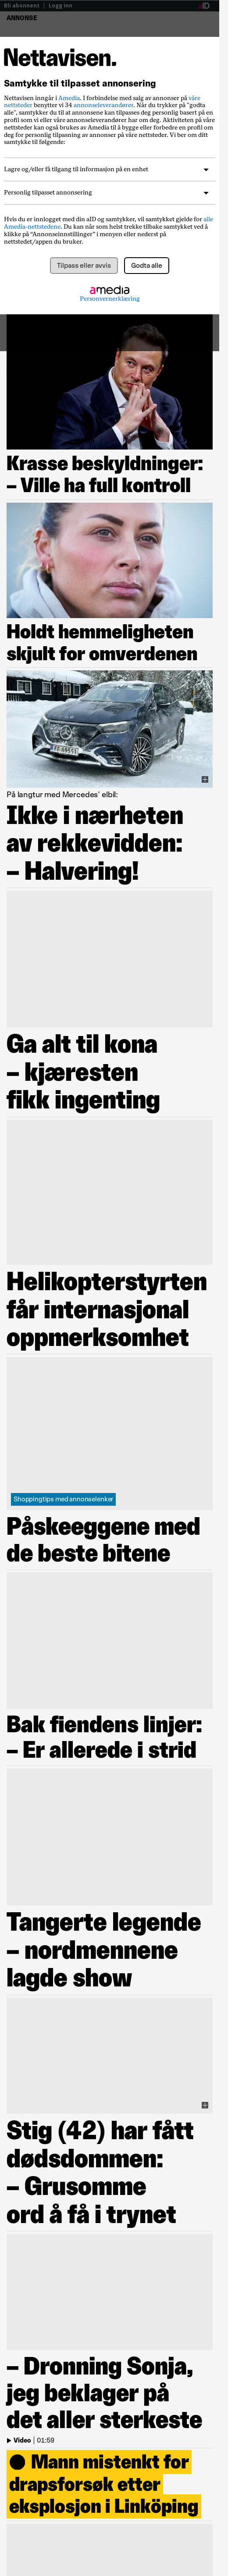 Bli abonnent | Logg inn
ANNONSE
Nettavisen.
Samtykke til tilpasset annonsering
Nettavisen inngår i Amedia. I forbindelse med salg av annonser på våre
nettsteder benytter vi 34 annonseleverandører. Når du trykker på "godta
alle", samtykker du til at annonsene kan tilpasses deg personlig basert på en
profil som vi eller våre annonseleverandører har om deg. Aktivitet på våre
nettsteder kan også brukes av Amedia til å bygge eller forbedre en profil om
deg for personlig tilpasning av annonser på våre nettsteder. Vi ber om ditt
samtykke til følgende:
Lagre og/eller få tilgang til informasjon på en enhet
Personlig tilpasset annonsering
Hvis du er innlogget med din aID og samtykker, vil samtykket gjelde for alle
Amedia-nettstedene. Du kan når som helst trekke tilbake samtykket ved å
klikke på “Annonseinnstillinger” i menyen eller nederst på
nettstedet/appen du bruker.
Tilpass eller avvis
Godta alle
amedia
Personvernerklæring
Krasse beskyldninger:
– Ville ha full kontroll
Holdt hemmeligheten
skjult for omverdenen
På langtur med Mercedes' elbil:
Ikke i nærheten
av rekkevidden:
– Halvering!
Ga alt til kona
– kjæresten
fikk ingenting
Helikopterstyrten
får internasjonal
oppmerksomhet
Shoppingtips med annonselenker
Påskeeggene med
de beste bitene
Bak fiendens linjer:
– Er allerede i strid
Tangerte legende
– nordmennene
lagde show
Stig (42) har fått
dødsdommen:
– Grusomme
ord å få i trynet
– Dronning Sonja,
jeg beklager på
det aller sterkeste
Video | 01:59
Mann mistenkt for
drapsforsøk etter
eksplosjon i Linköping